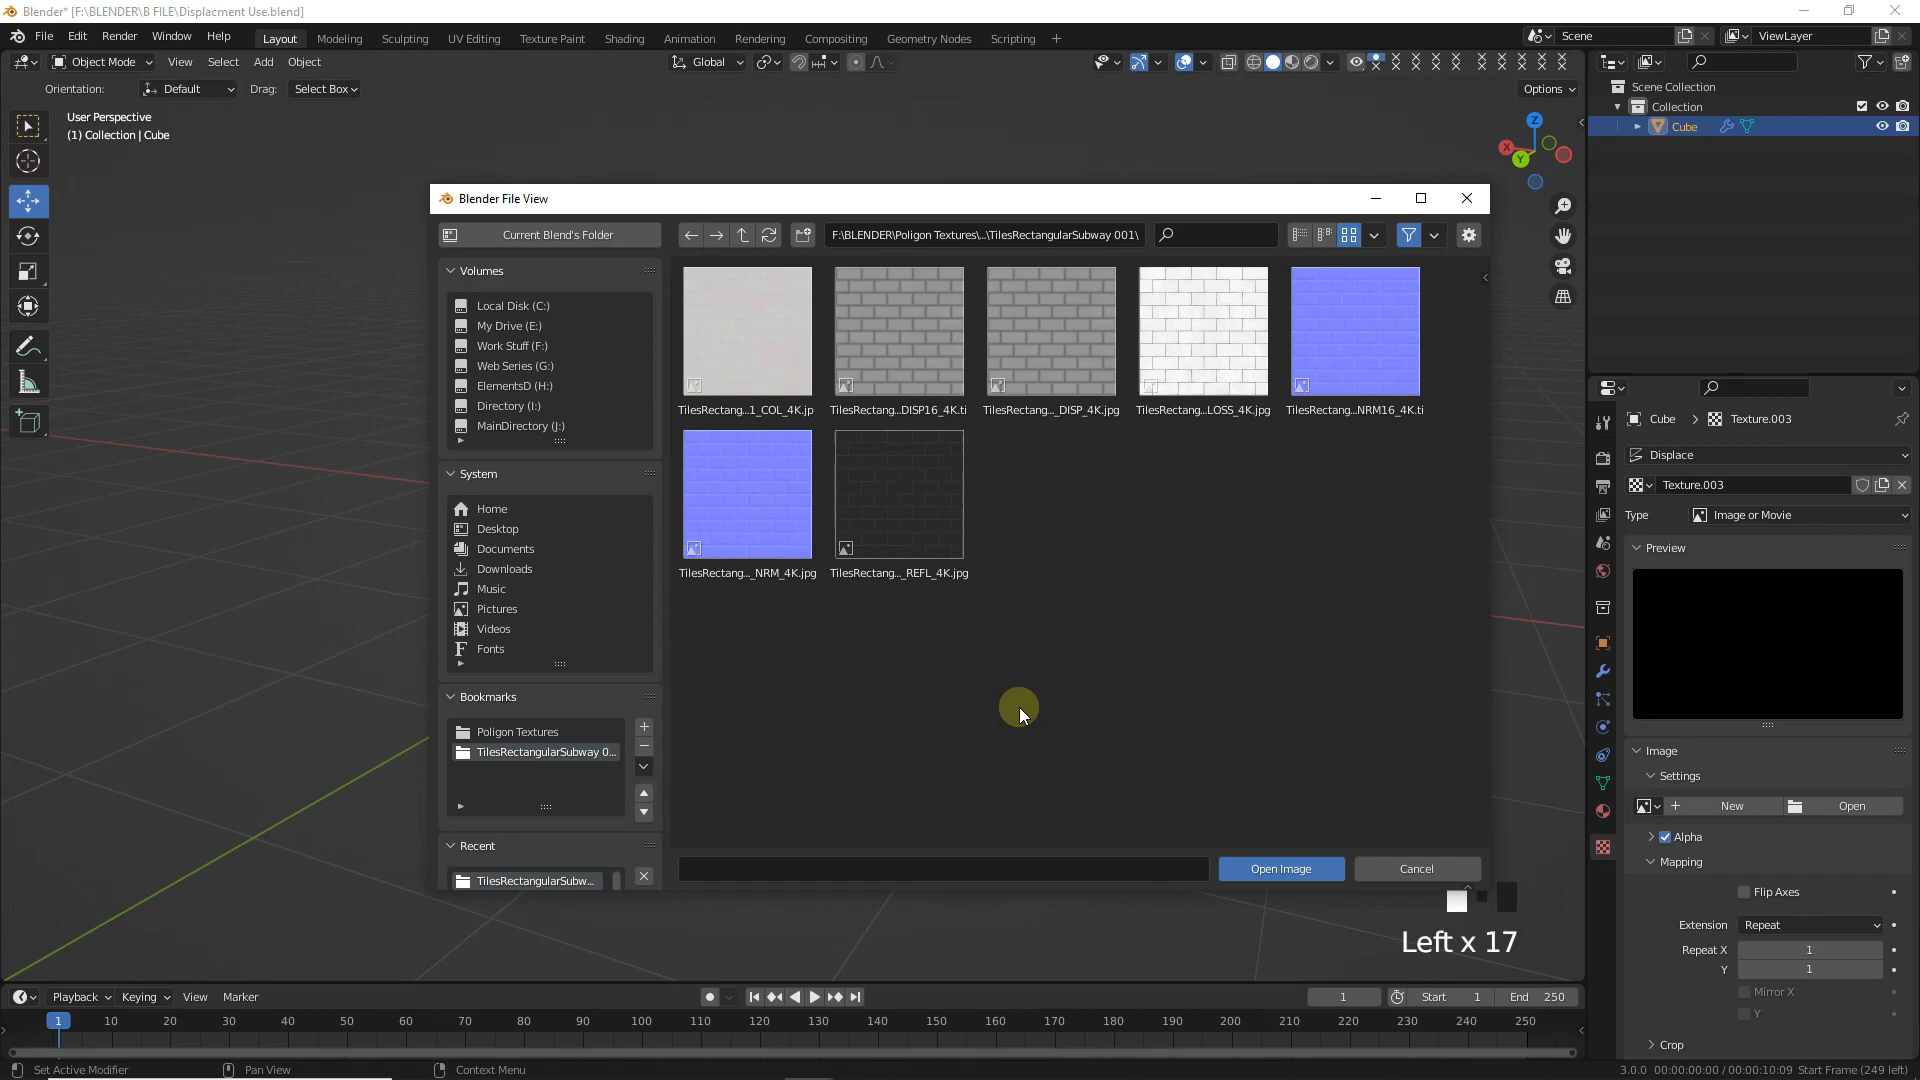 Blender* [F:\BLENDER\B FILE\Displacment Use.blend]
File Edit Render Window Help Layout Modeling Sculpting UV Editing Texture Paint Shading Animation Rendering Compositing Geometry Nodes Scripting + Scene ViewLayer
Object Mode View Select Add Object Global
Orientation: Default Drag: Select Box Options
User Perspective
(1) Collection | Cube
Z
X
Y
Scene Collection
Collection
Cube
Blender File View
Current Blend's Folder
F:\BLENDER\Poligon Textures\...\TilesRectangularSubway 001\
Volumes
Local Disk (C:)
My Drive (E:)
Work Stuff (F:)
Web Series (G:)
ElementsD (H:)
Directory (I:)
MainDirectory (J:)
System
Home
Desktop
Documents
Downloads
Music
Pictures
Videos
Fonts
Bookmarks
Poligon Textures
TilesRectangularSubway 0...
Recent
TilesRectangularSubw...
TilesRectang...1_COL_4K.jp
TilesRectang...DISP16_4K.ti
TilesRectang..._DISP_4K.jpg
TilesRectang...LOSS_4K.jpg
TilesRectang...NRM16_4K.ti
TilesRectang..._NRM_4K.jpg
TilesRectang..._REFL_4K.jpg
Open Image
Cancel
Left x 17
Cube > Texture.003
Displace
Texture.003
Type Image or Movie
Preview
Image
Settings
New Open
Alpha
Mapping
Flip Axes
Extension Repeat
Repeat X 1
Y 1
Mirror X
Y
Crop
Playback Keying View Marker 1 Start 1 End 250
1 10 20 30 40 50 60 70 80 90 100 110 120 130 140 150 160 170 180 190 200 210 220 230 240 250
Set Active Modifier Pan View Context Menu 3.0.0 00:00:00:00 / 00:00:10:09 Start Frame (249 left)